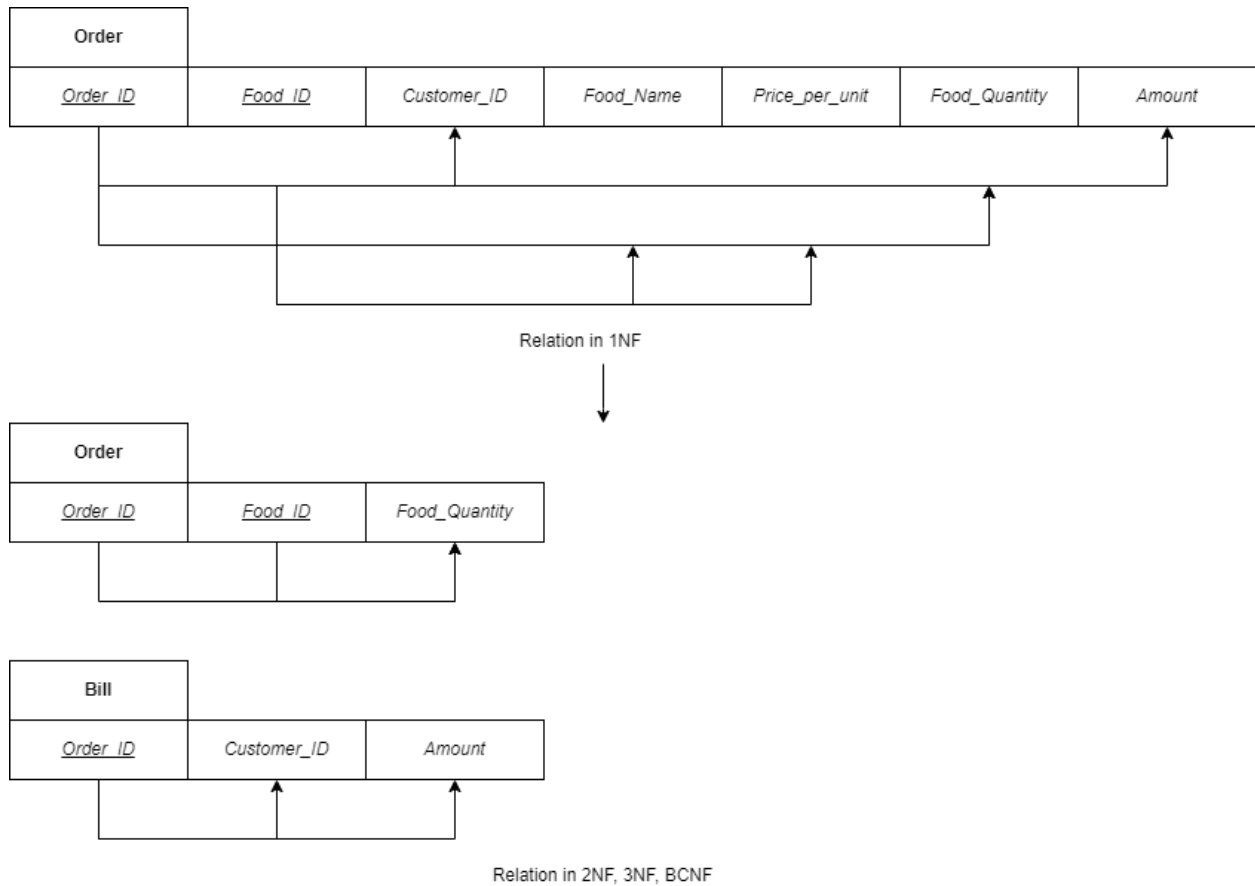 Order
Order_ID Food_ID Customer_ID Food_Name Price_per_unit Food_Quantity Amount
Relation in 1NF
Order
Order_ID Food_ID Food_Quantity
Bill
Order_ID Customer_ID Amount
Relation in 2NF, 3NF, BCNF